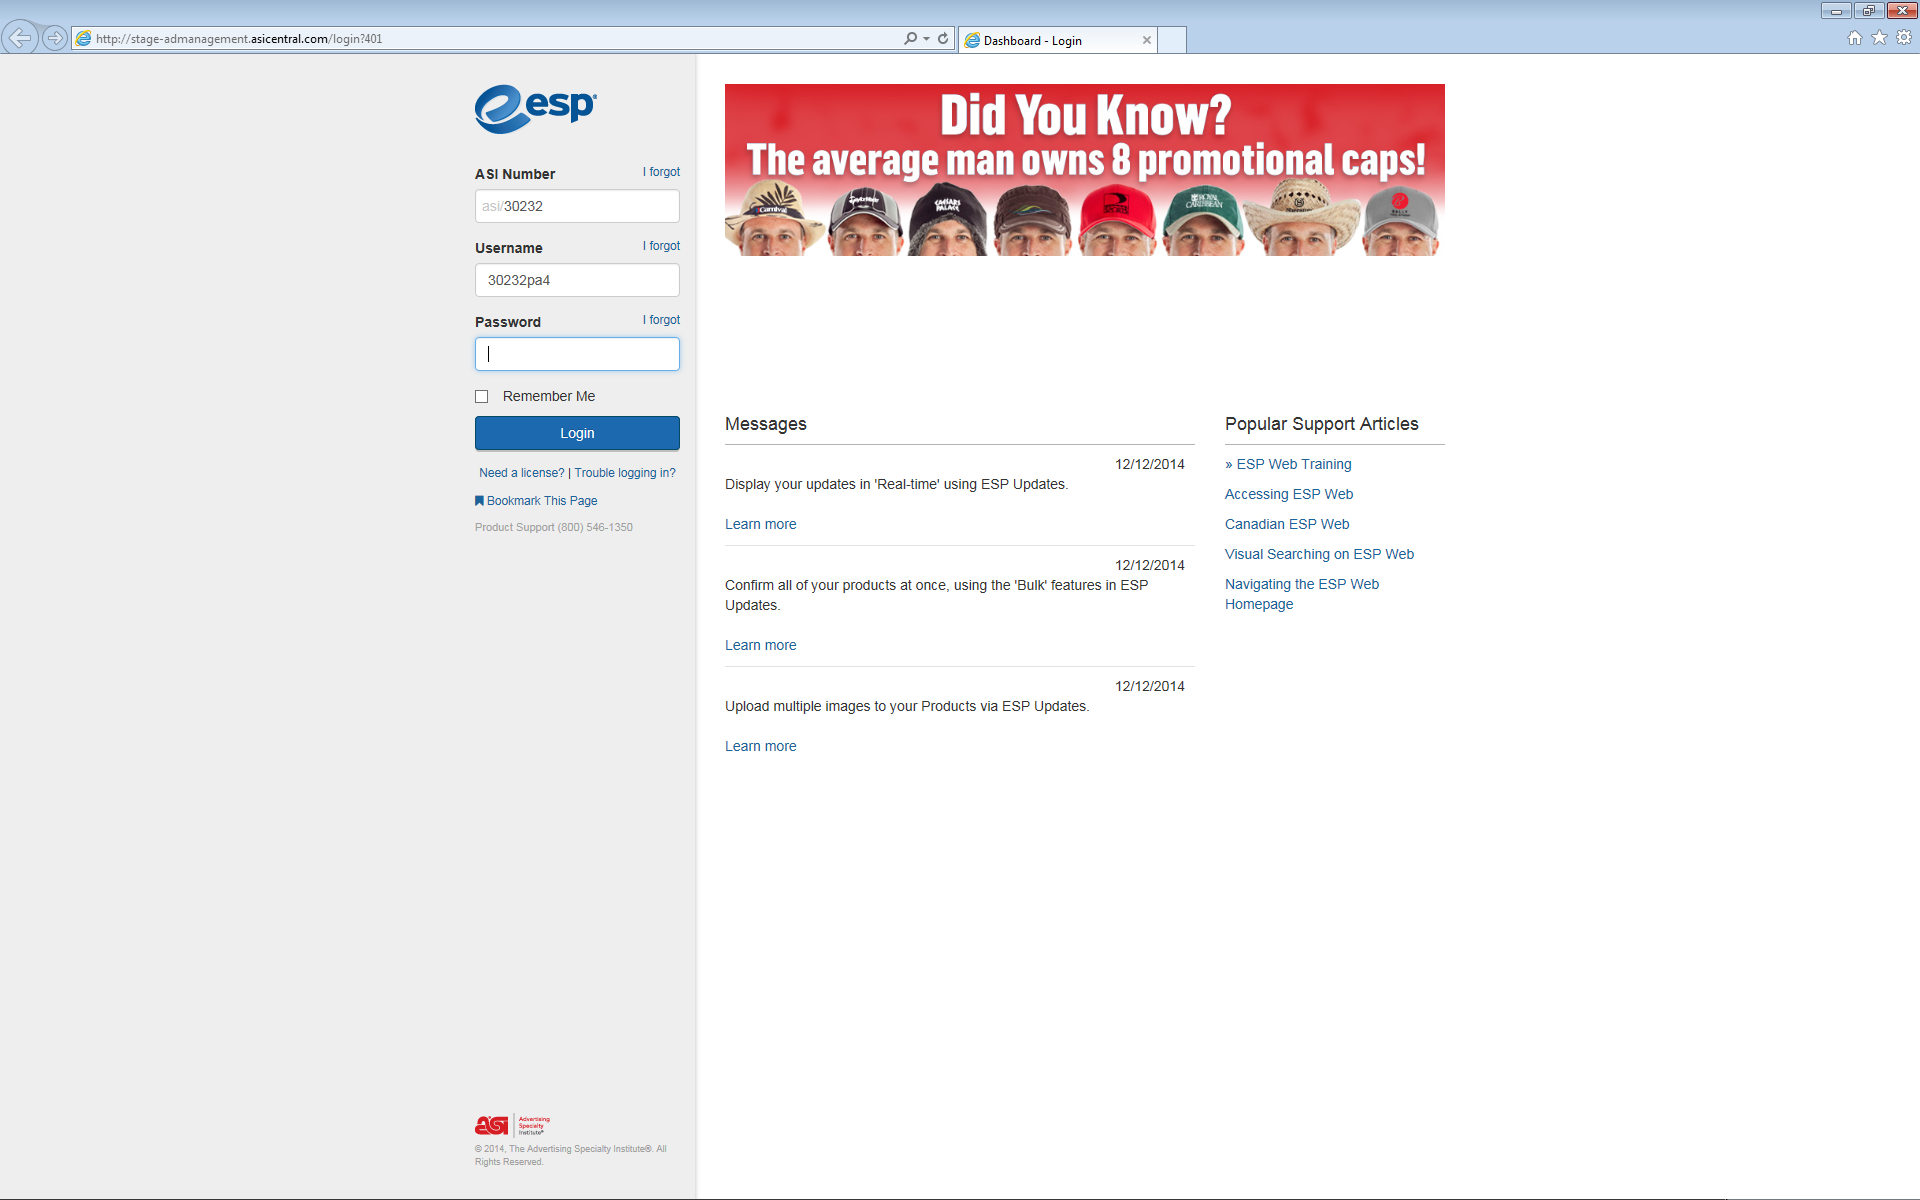 http://stage-admanagement.asicentral.com/login?401
Dashboard - Login
esp
ASI Number
I forgot
asi/30232
Username
I forgot
30232pa4
Password
I forgot
Remember Me
Login
Need a license? | Trouble logging in?
Bookmark This Page
Product Support (800) 546-1350
Did You Know?
The average man owns 8 promotional caps!
Carnival
CAESARS
PALACE
ROYAL
CARIBBEAN
Messages
12/12/2014
Display your updates in 'Real-time' using ESP Updates.
Learn more
12/12/2014
Confirm all of your products at once, using the 'Bulk' features in ESP
Updates.
Learn more
12/12/2014
Upload multiple images to your Products via ESP Updates.
Learn more
Popular Support Articles
» ESP Web Training
Accessing ESP Web
Canadian ESP Web
Visual Searching on ESP Web
Navigating the ESP Web
Homepage
asi
Advertising
Specialty
Institute®
© 2014, The Advertising Specialty Institute®. All
Rights Reserved.